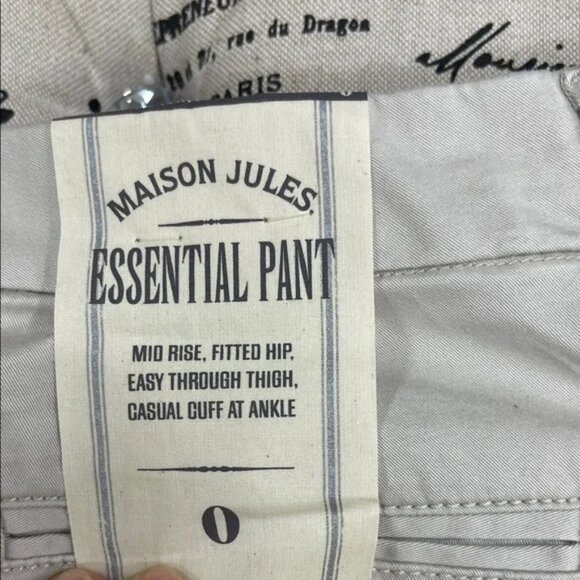 rue du Dragon
PARIS
MAISON JULES.
ESSENTIAL PANT
MID RISE, FITTED HIP,
EASY THROUGH THIGH,
CASUAL CUFF AT ANKLE
0